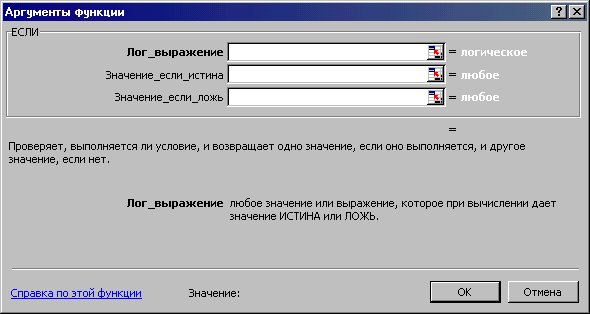 Аргументы функции
ЕСЛИ
Лог_выражение = логическое
Значение_если_истина = любое
Значение_если_ложь = любое
=
Проверяет, выполняется ли условие, и возвращает одно значение, если оно выполняется, и другое
значение, если нет.
Лог_выражение любое значение или выражение, которое при вычислении дает
значение ИСТИНА или ЛОЖЬ.
Справка по этой функции Значение: OK Отмена